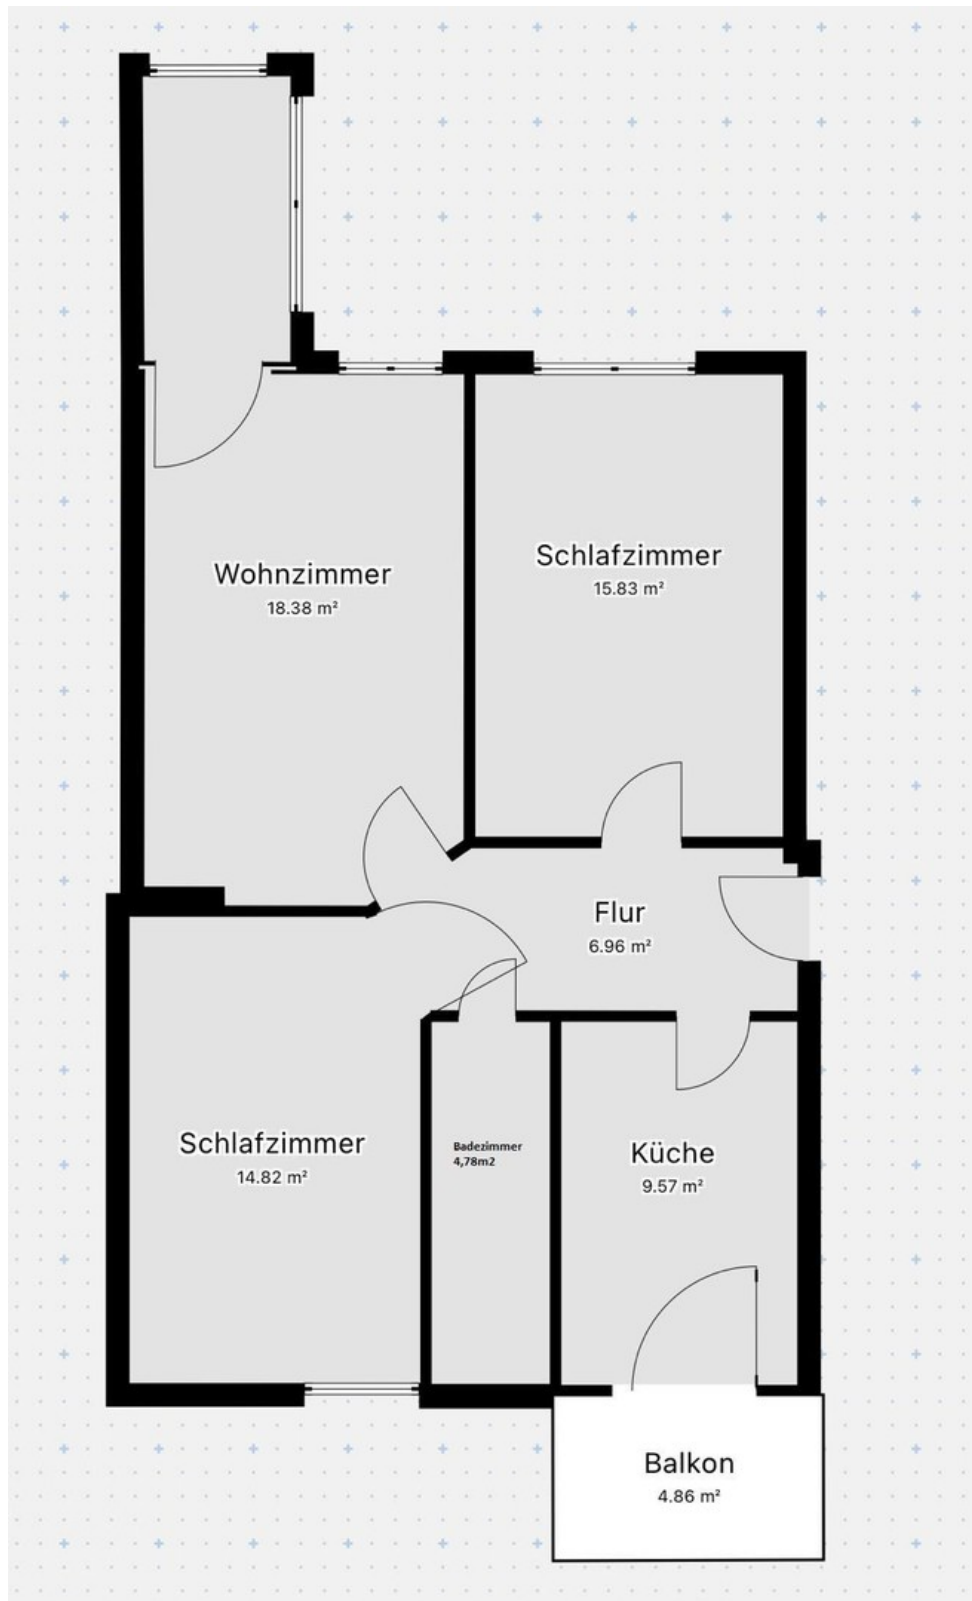 Wohnzimmer
18.38 m²
Schlafzimmer
15.83 m²
Flur
6.96 m²
Schlafzimmer
14.82 m²
Badezimmer
4,78m2
Küche
9.57 m²
Balkon
4.86 m²